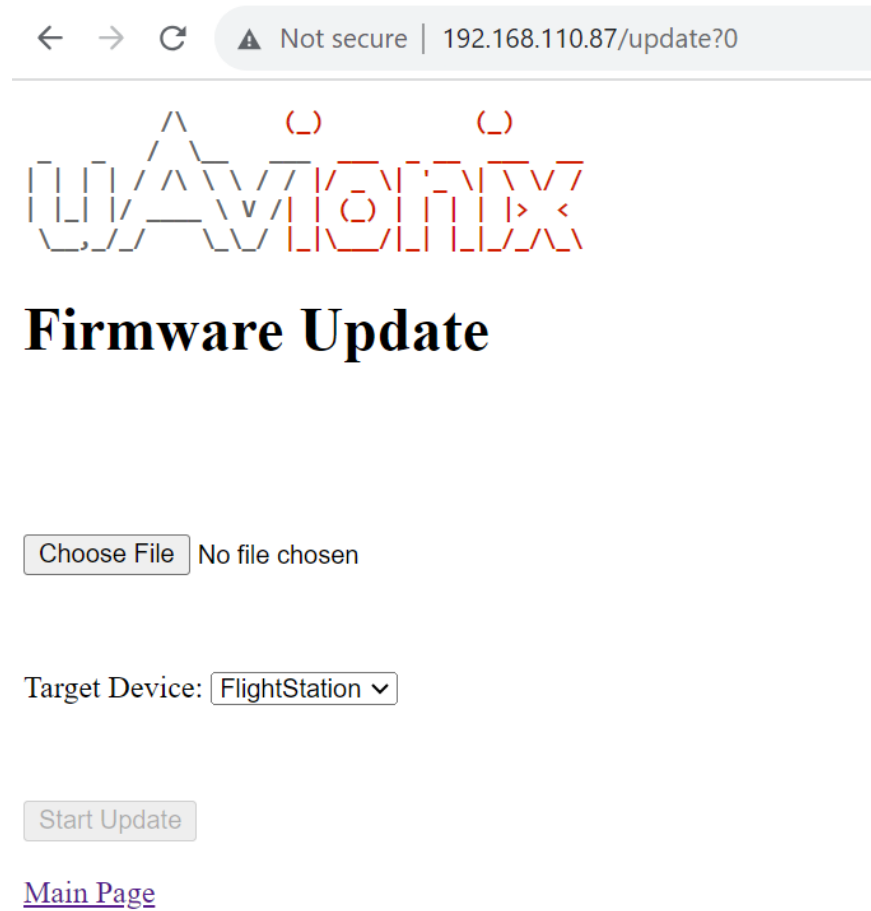 Not secure | 192.168.110.87/update?0
uAvionix
Firmware Update
Choose File No file chosen
Target Device: FlightStation
Start Update
Main Page